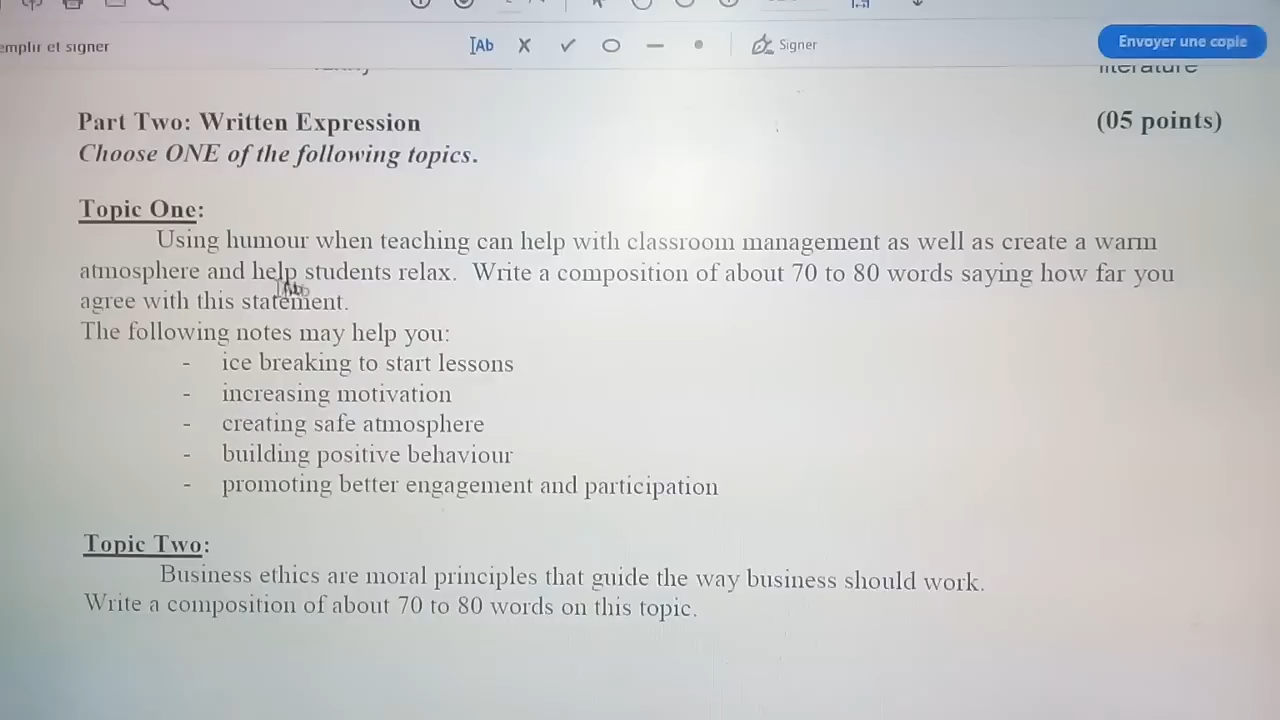 emplir et signer
Ab
Signer
Envoyer une copie
literature
Part Two: Written Expression (05 points)
Choose ONE of the following topics.
Topic One:
Using humour when teaching can help with classroom management as well as create a warm
atmosphere and help students relax. Write a composition of about 70 to 80 words saying how far you
agree with this statement.
The following notes may help you:
- ice breaking to start lessons
- increasing motivation
- creating safe atmosphere
- building positive behaviour
- promoting better engagement and participation
Topic Two:
Business ethics are moral principles that guide the way business should work.
Write a composition of about 70 to 80 words on this topic.